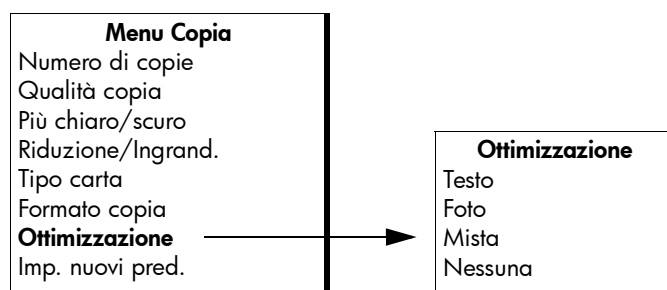 Menu Copia
Numero di copie
Qualità copia
Più chiaro/scuro
Riduzione/Ingrand.
Tipo carta
Formato copia
Ottimizzazione
Imp. nuovi pred.
Ottimizzazione
Testo
Foto
Mista
Nessuna